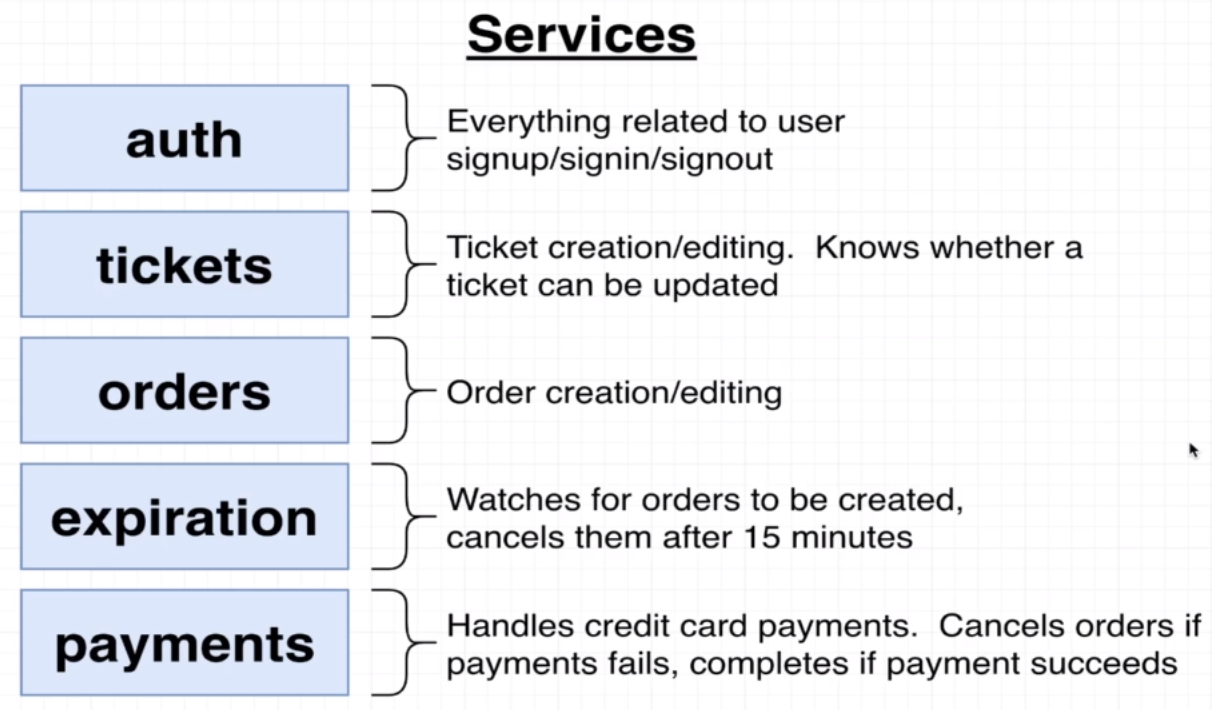 Services
auth
Everything related to user
signup/signin/signout
tickets
Ticket creation/editing.  Knows whether a
ticket can be updated
orders
Order creation/editing
expiration
Watches for orders to be created,
cancels them after 15 minutes
payments
Handles credit card payments.  Cancels orders if
payments fails, completes if payment succeeds